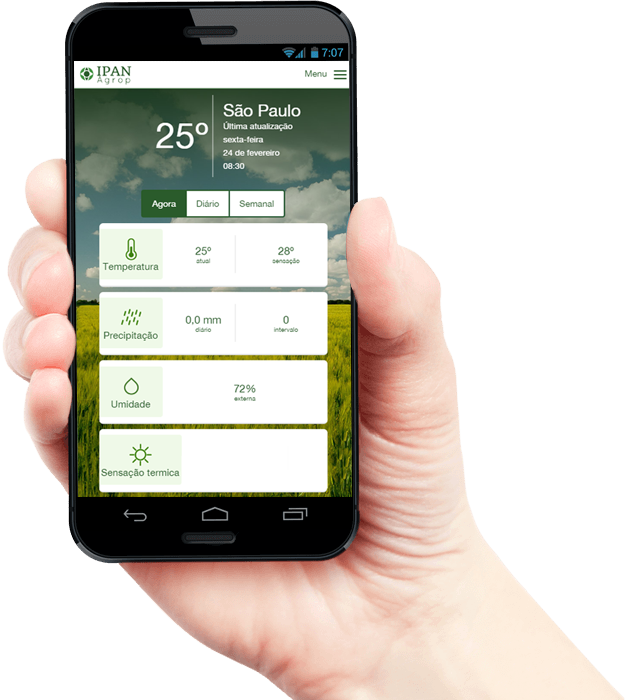 7:07
IPAN
Agrop
Menu
25º
São Paulo
Última atualização
sexta-feira
24 de fevereiro
08:30
Agora
Diário
Semanal
Temperatura
25º
atual
28º
sensação
Precipitação
0,0 mm
diário
0
intervalo
Umidade
72%
externa
Sensação termica